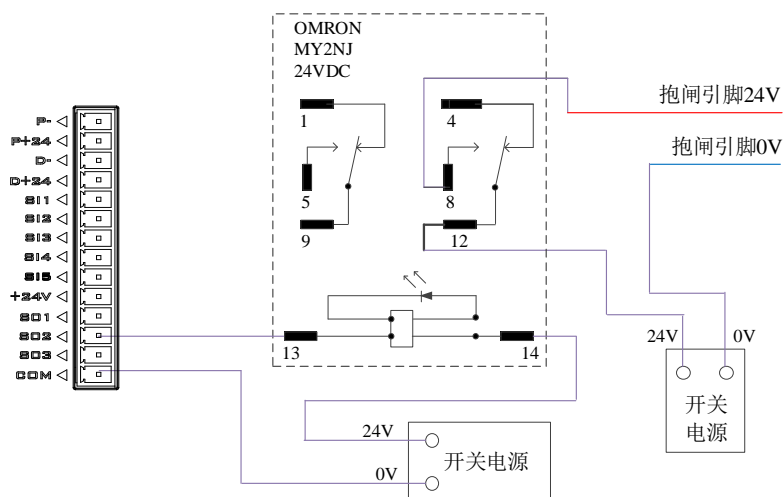 OMRON
MY2NJ
24VDC
1
4
抱闸引脚24V
抱闸引脚0V
P-
P+24
D-
D+24
SI1
SI2
SI3
SI4
SI5
+24V
SO1
SO2
SO3
COM
5
8
9
12
13
14
24V
0V
开关
电源
24V
0V
开关电源